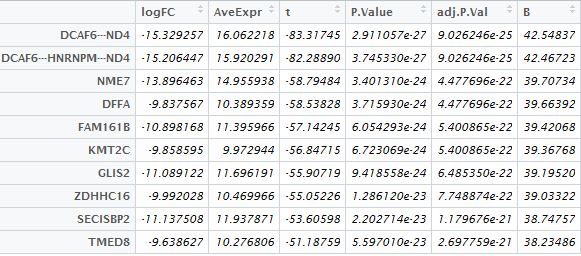 logFC AveExpr t P.Value adj.P.Val B
DCAF6---ND4 -15.329257 16.062218 -83.31745 2.911057e-27 9.026246e-25 42.54837
DCAF6---HNRNPM---ND4 -15.206447 15.920291 -82.28890 3.745330e-27 9.026246e-25 42.46723
NME7 -13.896463 14.955938 -58.79484 3.401310e-24 4.477696e-22 39.70734
DFFA -9.837567 10.389359 -58.53828 3.715930e-24 4.477696e-22 39.66392
FAM161B -10.898168 11.395966 -57.14245 6.054293e-24 5.400865e-22 39.42068
KMT2C -9.858595 9.972944 -56.84715 6.723069e-24 5.400865e-22 39.36768
GLIS2 -11.089122 11.696191 -55.90719 9.418558e-24 6.485350e-22 39.19520
ZDHHC16 -9.992028 10.469966 -55.05226 1.286120e-23 7.748874e-22 39.03322
SECISBP2 -11.137508 11.937871 -53.60598 2.202714e-23 1.179676e-21 38.74757
TMED8 -9.638627 10.276806 -51.18759 5.597010e-23 2.697759e-21 38.23486